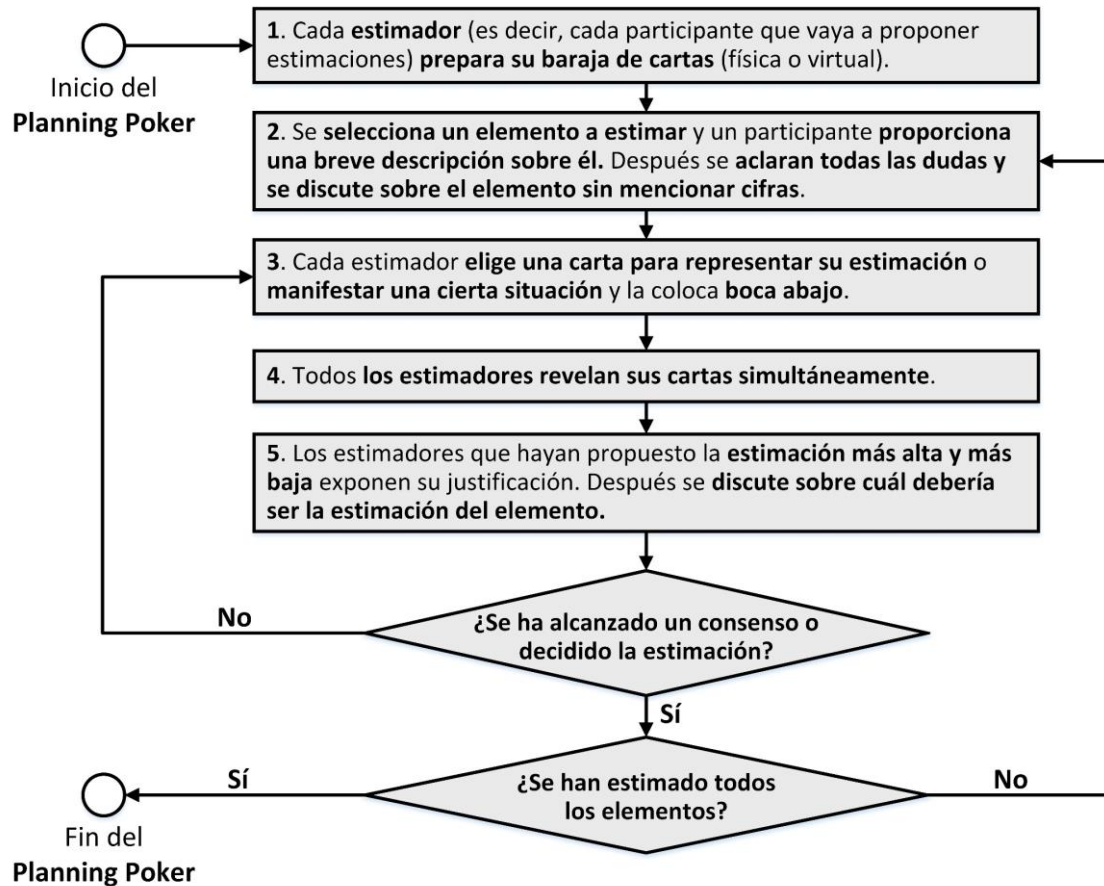 1. Cada estimador (es decir, cada participante que vaya a proponer
estimaciones) prepara su baraja de cartas (física o virtual).
Inicio del
Planning Poker
2. Se selecciona un elemento a estimar y un participante proporciona
una breve descripción sobre él. Después se aclaran todas las dudas y
se discute sobre el elemento sin mencionar cifras.
3. Cada estimador elige una carta para representar su estimación o
manifestar una cierta situación y la coloca boca abajo.
4. Todos los estimadores revelan sus cartas simultáneamente.
5. Los estimadores que hayan propuesto la estimación más alta y más
baja exponen su justificación. Después se discute sobre cuál debería
ser la estimación del elemento.
No
¿Se ha alcanzado un consenso o
decidido la estimación?
Sí
Sí
¿Se han estimado todos
los elementos?
No
Fin del
Planning Poker